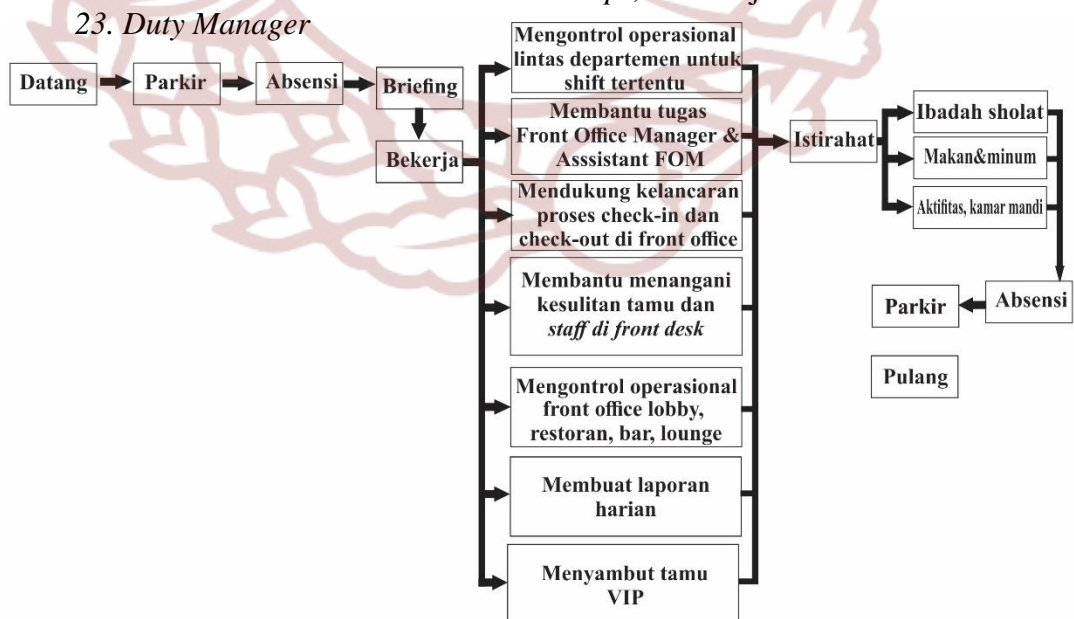 23. Duty Manager
Datang
Parkir
Absensi
Briefing
Bekerja
Mengontrol operasional
lintas departemen untuk
shift tertentu
Membantu tugas
Front Office Manager &
Asssistant FOM
Mendukung kelancaran
proses check-in dan
check-out di front office
Membantu menangani
kesulitan tamu dan
staff di front desk
Mengontrol operasional
front office lobby,
restoran, bar, lounge
Membuat laporan
harian
Menyambut tamu
VIP
Istirahat
Ibadah sholat
Makan&minum
Aktifitas, kamar mandi
Absensi
Parkir
Pulang